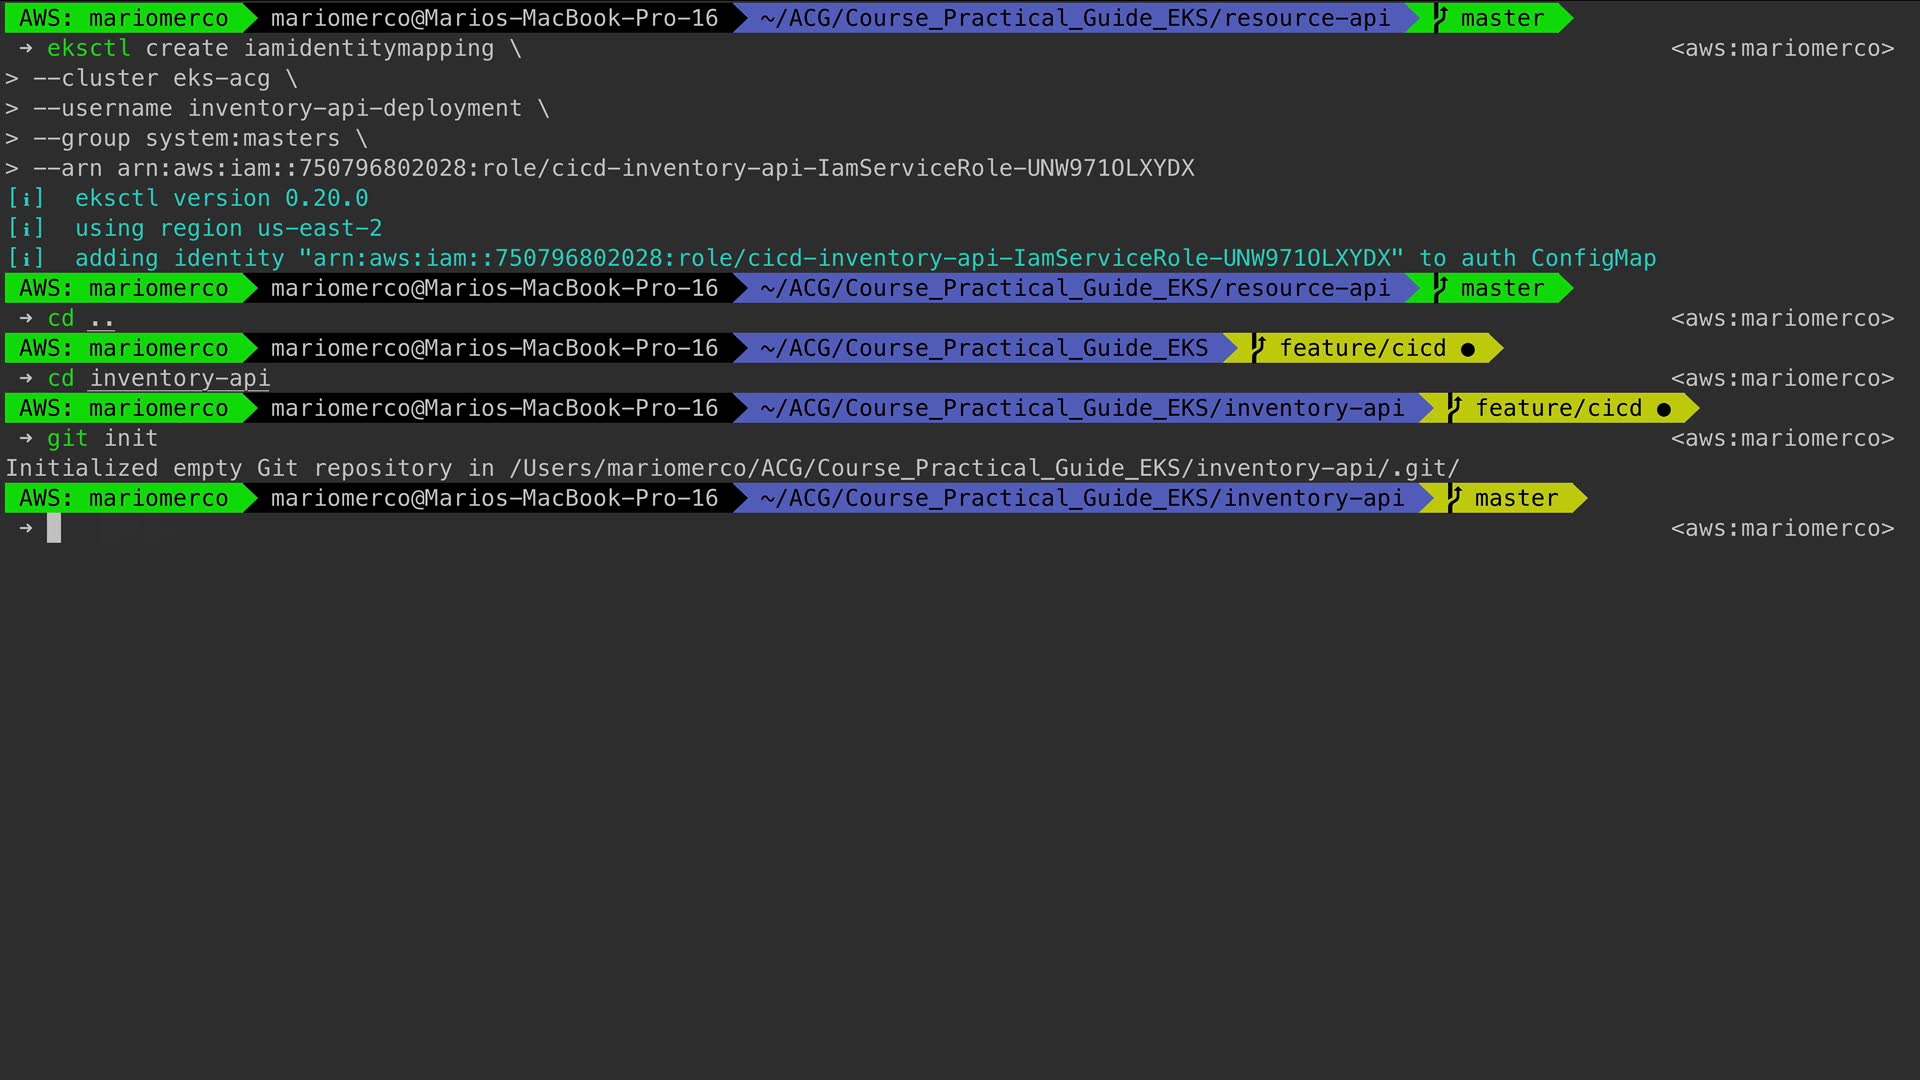 AWS: mariomerco mariomerco@Marios-MacBook-Pro-16 ~/ACG/Course_Practical_Guide_EKS/resource-api master
→ eksctl create iamidentitymapping \ <aws:mariomerco>
> --cluster eks-acg \
> --username inventory-api-deployment \
> --group system:masters \
> --arn arn:aws:iam::750796802028:role/cicd-inventory-api-IamServiceRole-UNW971OLXYDX
[i] eksctl version 0.20.0
[i] using region us-east-2
[i] adding identity "arn:aws:iam::750796802028:role/cicd-inventory-api-IamServiceRole-UNW971OLXYDX" to auth ConfigMap
AWS: mariomerco mariomerco@Marios-MacBook-Pro-16 ~/ACG/Course_Practical_Guide_EKS/resource-api master
→ cd .. <aws:mariomerco>
AWS: mariomerco mariomerco@Marios-MacBook-Pro-16 ~/ACG/Course_Practical_Guide_EKS feature/cicd ●
→ cd inventory-api <aws:mariomerco>
AWS: mariomerco mariomerco@Marios-MacBook-Pro-16 ~/ACG/Course_Practical_Guide_EKS/inventory-api feature/cicd ●
→ git init <aws:mariomerco>
Initialized empty Git repository in /Users/mariomerco/ACG/Course_Practical_Guide_EKS/inventory-api/.git/
AWS: mariomerco mariomerco@Marios-MacBook-Pro-16 ~/ACG/Course_Practical_Guide_EKS/inventory-api master
→ <aws:mariomerco>